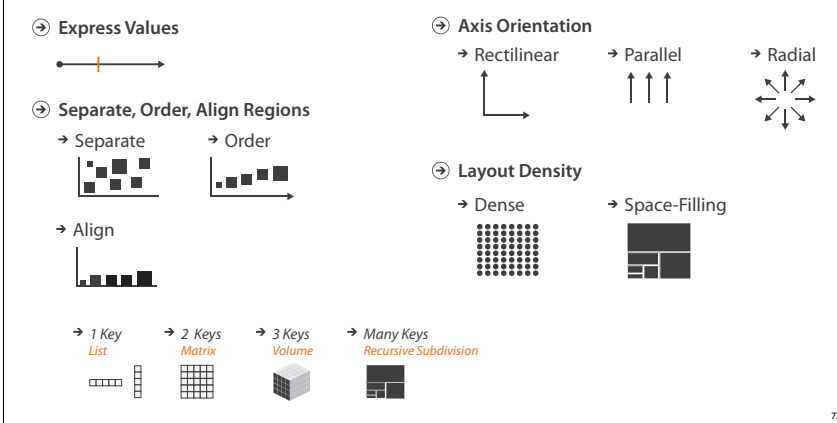 Express Values
Separate, Order, Align Regions
Separate
Order
Align
1 Key
List
2 Keys
Matrix
3 Keys
Volume
Many Keys
Recursive Subdivision
Axis Orientation
Rectilinear
Parallel
Radial
Layout Density
Dense
Space-Filling